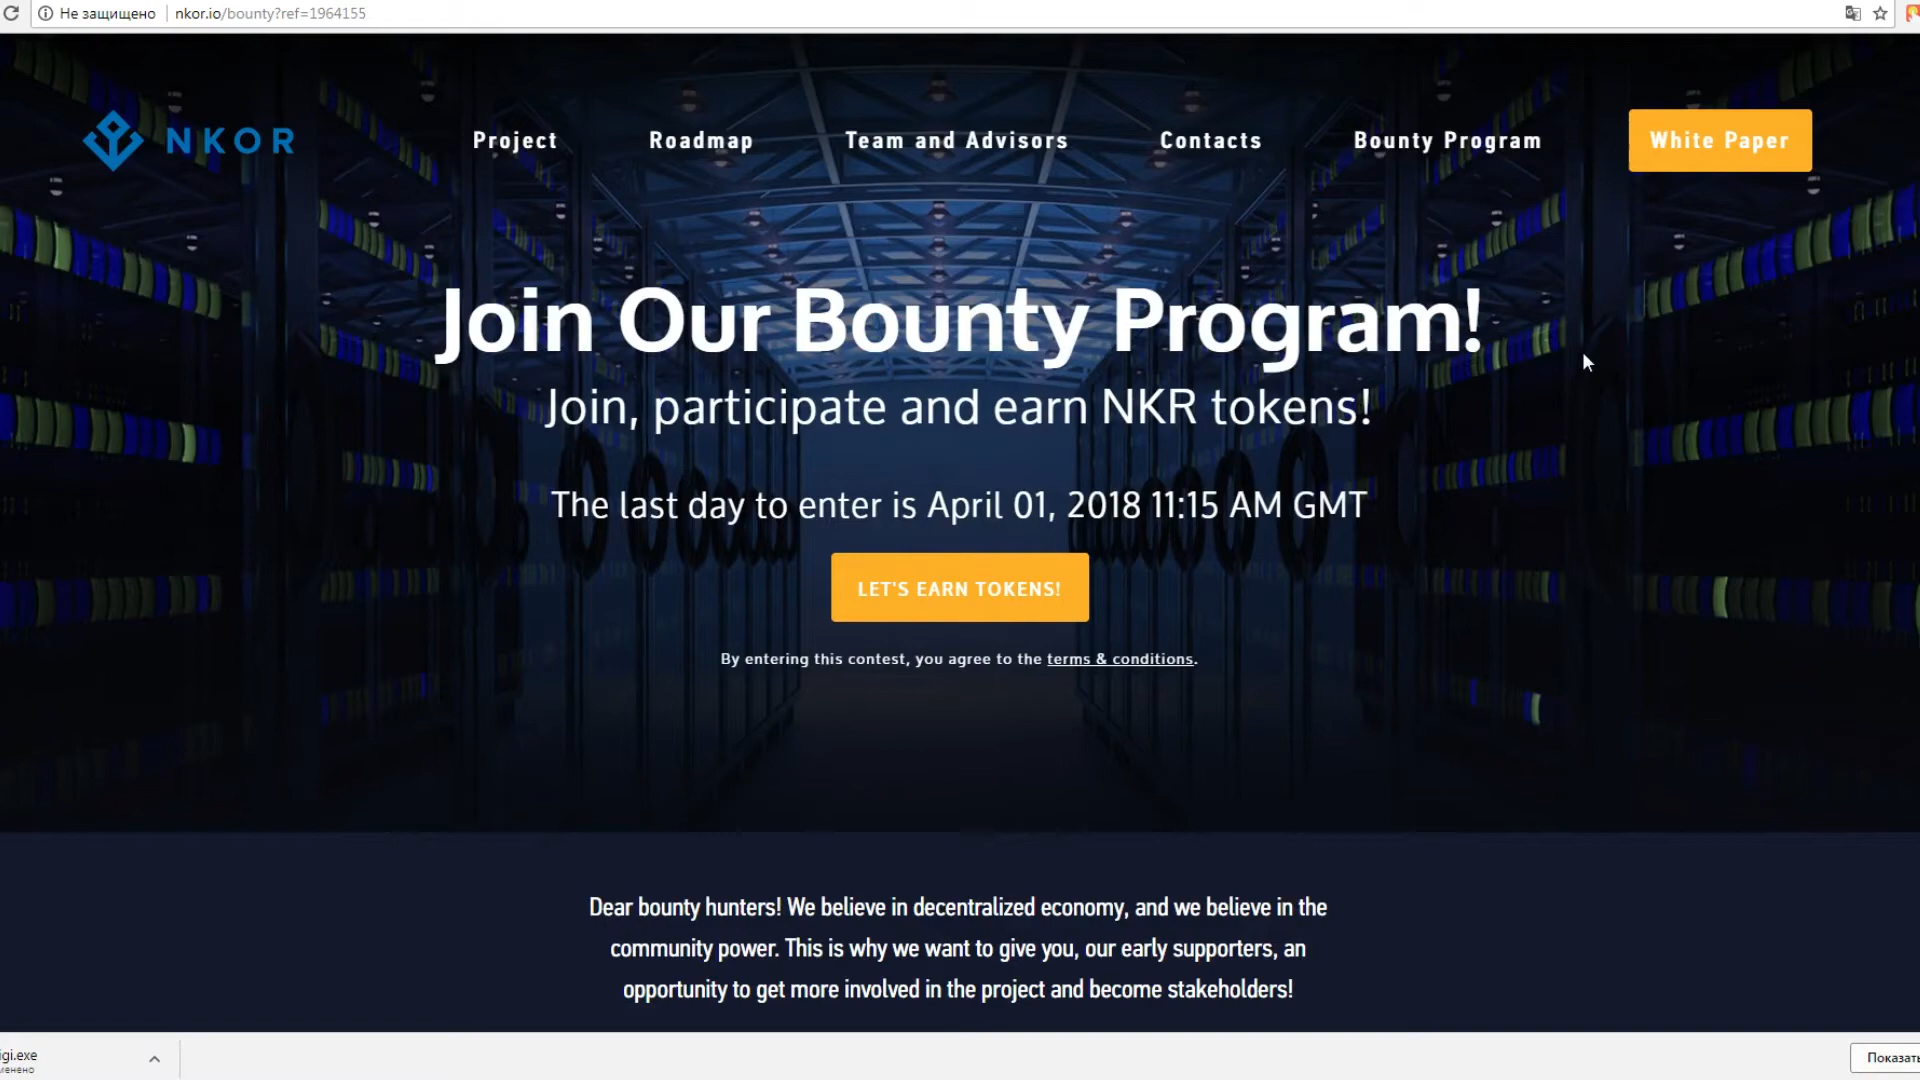 Не защищено nkor.io/bounty?ref=1964155
NKOR
Project
Roadmap
Team and Advisors
Contacts
Bounty Program
White Paper
Join Our Bounty Program!
Join, participate and earn NKR tokens!
The last day to enter is April 01, 2018 11:15 AM GMT
LET'S EARN TOKENS!
By entering this contest, you agree to the terms & conditions.
Dear bounty hunters! We believe in decentralized economy, and we believe in the
community power. This is why we want to give you, our early supporters, an
opportunity to get more involved in the project and become stakeholders!
igi.exe
менено
Показать